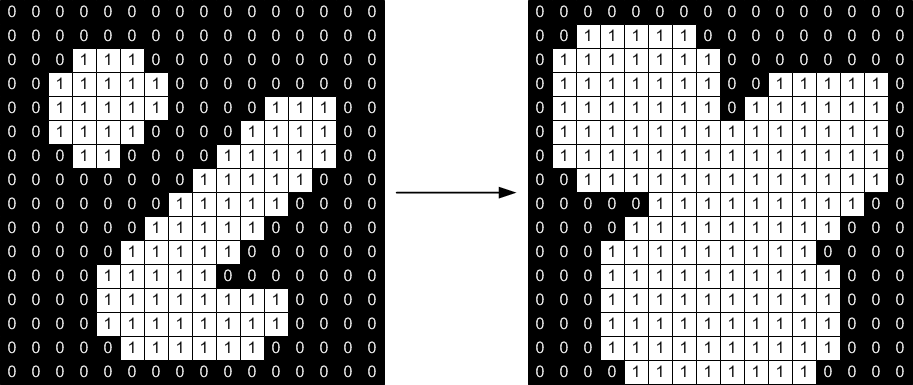 0 0 0 0 0 0 0 0 0 0 0 0 0 0 0 0 0 0 0 0 0 0 0 0 0 0 0 0 0 0 0 0
0 0 0 0 0 0 0 0 0 0 0 0 0 0 0 0 0 0 1 1 1 1 1 0 0 0 0 0 0 0 0 0
0 0 0 1 1 1 0 0 0 0 0 0 0 0 0 0 0 1 1 1 1 1 1 1 0 0 0 0 0 0 0 0
0 0 1 1 1 1 1 0 0 0 0 0 0 0 0 0 0 1 1 1 1 1 1 1 0 0 1 1 1 1 1 0
0 0 1 1 1 1 1 0 0 0 0 1 1 1 0 0 0 1 1 1 1 1 1 1 0 1 1 1 1 1 1 0
0 0 1 1 1 1 0 0 0 0 1 1 1 1 0 0 0 1 1 1 1 1 1 1 1 1 1 1 1 1 1 0
0 0 0 1 1 0 0 0 0 1 1 1 1 1 0 0 0 1 1 1 1 1 1 1 1 1 1 1 1 1 1 0
0 0 0 0 0 0 0 0 1 1 1 1 1 0 0 0 0 0 1 1 1 1 1 1 1 1 1 1 1 1 1 0
0 0 0 0 0 0 0 1 1 1 1 1 0 0 0 0 0 0 0 0 0 1 1 1 1 1 1 1 1 1 0 0
0 0 0 0 0 0 1 1 1 1 1 0 0 0 0 0 0 0 0 0 1 1 1 1 1 1 1 1 1 0 0 0
0 0 0 0 0 1 1 1 1 1 0 0 0 0 0 0 0 0 0 1 1 1 1 1 1 1 1 1 0 0 0 0
0 0 0 0 1 1 1 1 1 0 0 0 0 0 0 0 0 0 0 1 1 1 1 1 1 1 1 1 1 0 0 0
0 0 0 0 1 1 1 1 1 1 1 1 0 0 0 0 0 0 0 1 1 1 1 1 1 1 1 1 1 0 0 0
0 0 0 0 1 1 1 1 1 1 1 1 0 0 0 0 0 0 0 1 1 1 1 1 1 1 1 1 1 0 0 0
0 0 0 0 0 1 1 1 1 1 1 0 0 0 0 0 0 0 0 1 1 1 1 1 1 1 1 1 1 0 0 0
0 0 0 0 0 0 0 0 0 0 0 0 0 0 0 0 0 0 0 0 1 1 1 1 1 1 1 1 0 0 0 0